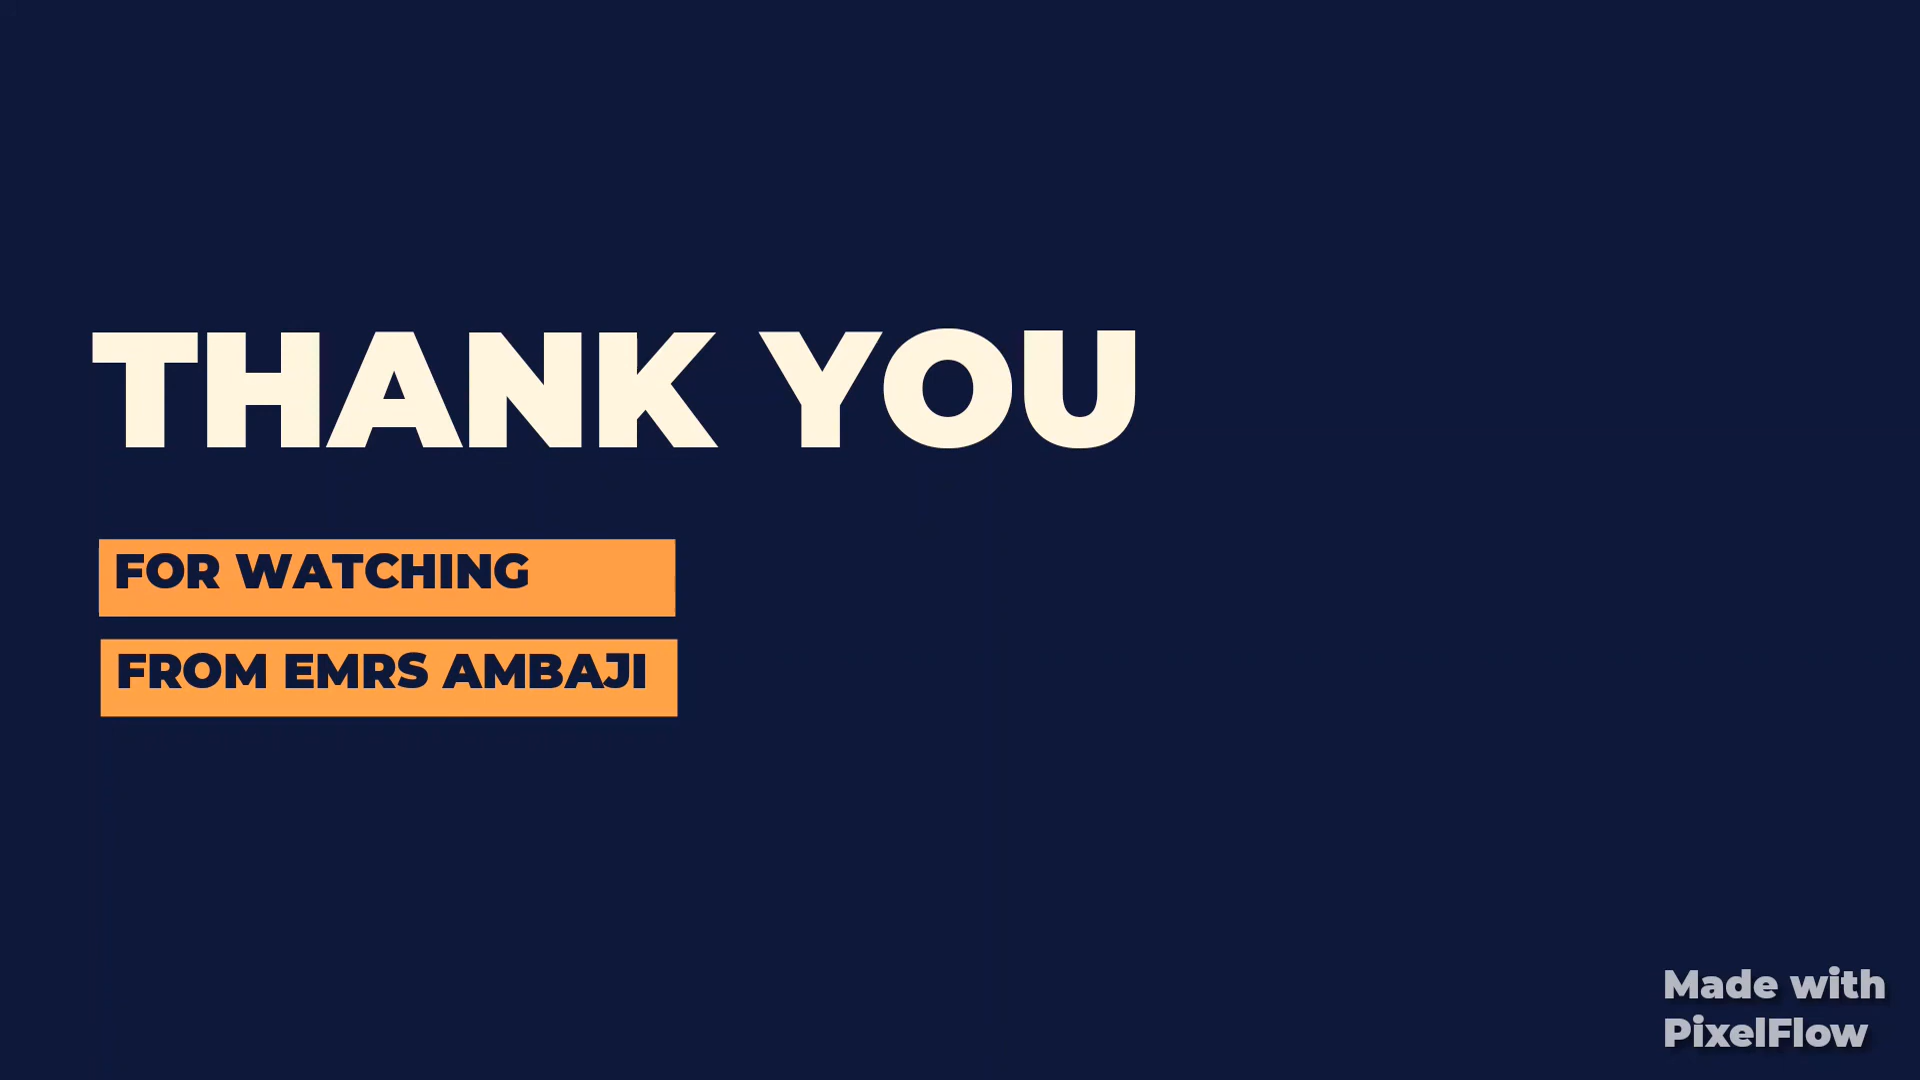 THANK YOU
FOR WATCHING
FROM EMRS AMBAJI
Made with
PixelFlow